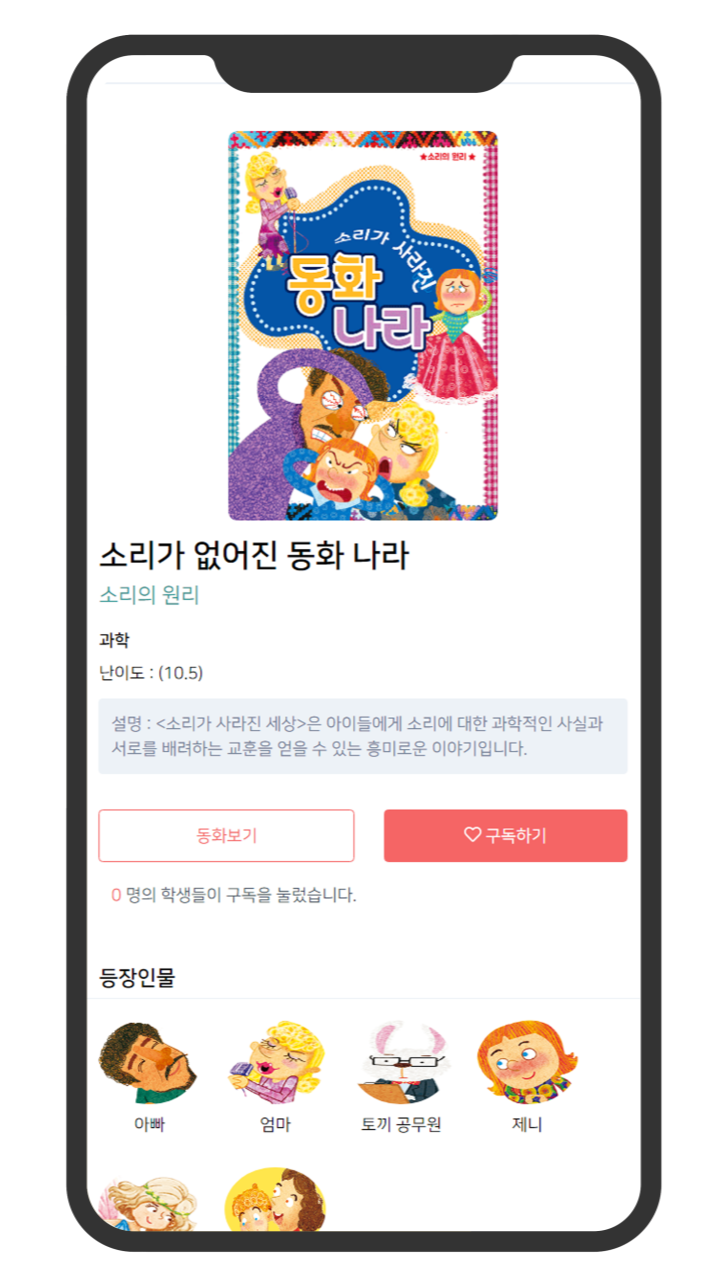 ★소리의 원리★
소리가 사라진
동화
나라
소리가 없어진 동화 나라
소리의 원리
과학
난이도 : (10.5)
설명 : <소리가 사라진 세상>은 아이들에게 소리에 대한 과학적인 사실과
서로를 배려하는 교훈을 얻을 수 있는 흥미로운 이야기입니다.
동화보기
♡ 구독하기
0 명의 학생들이 구독을 눌렀습니다.
등장인물
아빠
엄마
토끼 공무원
제니